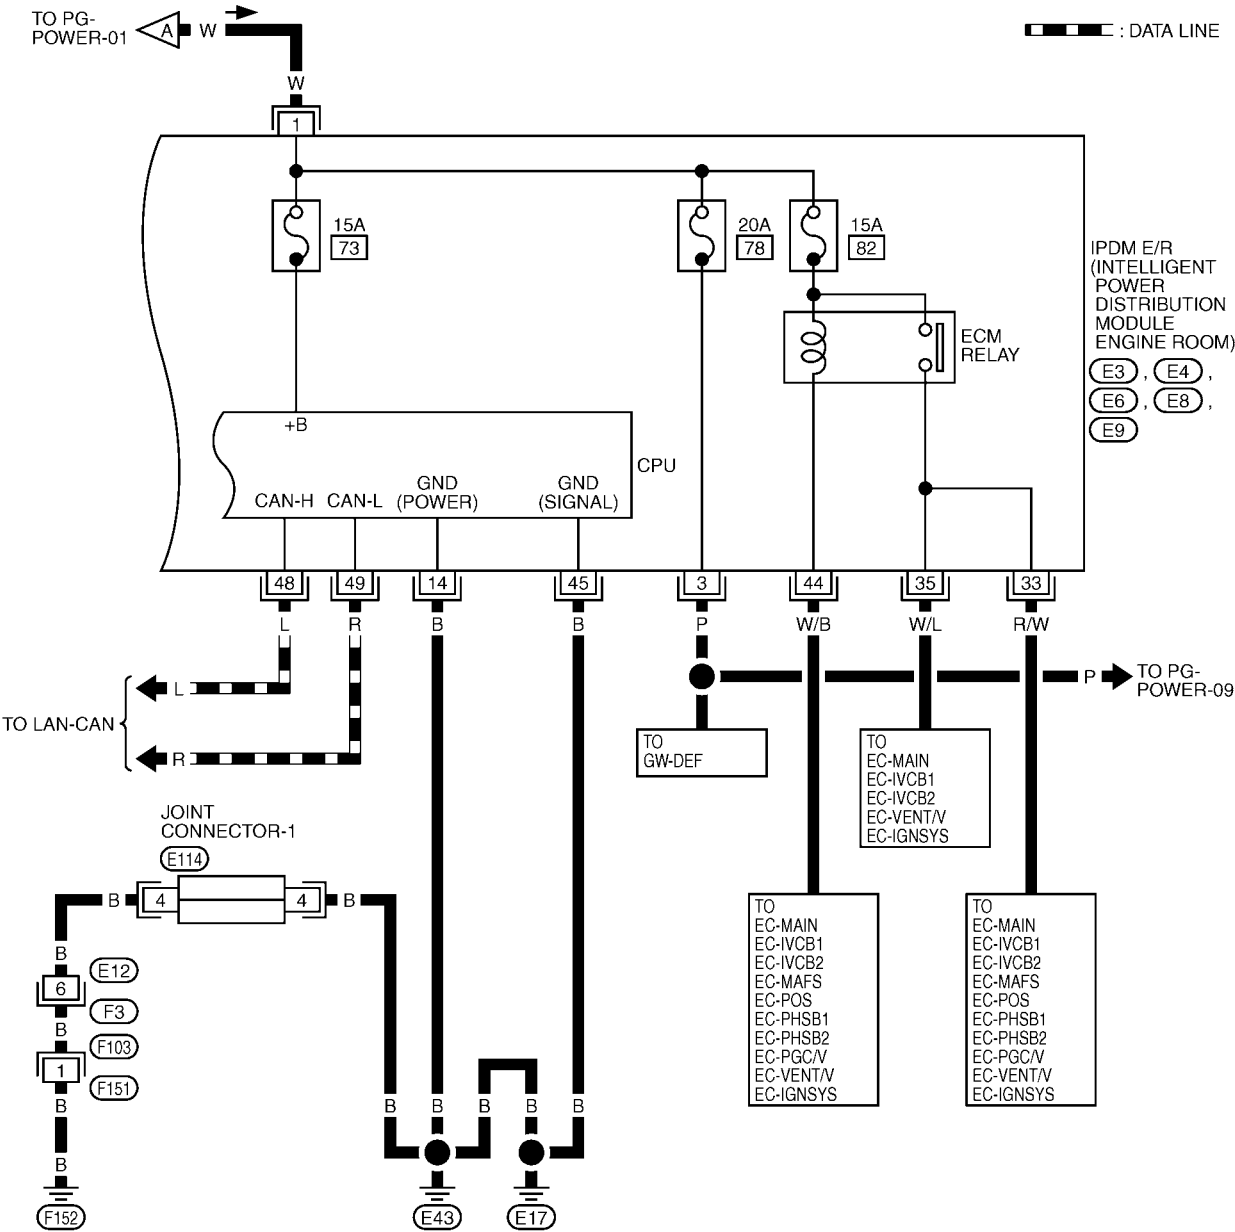 TO PG-
POWER-01
A
W
: DATA LINE
W
1
15A
73
20A
78
15A
82
IPDM E/R
(INTELLIGENT
POWER
DISTRIBUTION
MODULE
ENGINE ROOM)
E3 , E4 ,
E6 , E8 ,
E9
ECM
RELAY
+B
CPU
CAN-H
CAN-L
GND
(POWER)
GND
(SIGNAL)
48
49
14
45
3
44
35
33
L
R
B
B
P
W/B
W/L
R/W
L
R
TO LAN-CAN
P
TO PG-
POWER-09
TO
GW-DEF
TO
EC-MAIN
EC-IVCB1
EC-IVCB2
EC-VENT/V
EC-IGNSYS
JOINT
CONNECTOR-1
E114
B
4
4
B
TO
EC-MAIN
EC-IVCB1
EC-IVCB2
EC-MAFS
EC-POS
EC-PHSB1
EC-PHSB2
EC-PGC/V
EC-VENT/V
EC-IGNSYS
TO
EC-MAIN
EC-IVCB1
EC-IVCB2
EC-MAFS
EC-POS
EC-PHSB1
EC-PHSB2
EC-PGC/V
EC-VENT/V
EC-IGNSYS
B
6
E12
F3
B
F103
1
F151
B
B
B
B
B
B
B
F152
E43
E17